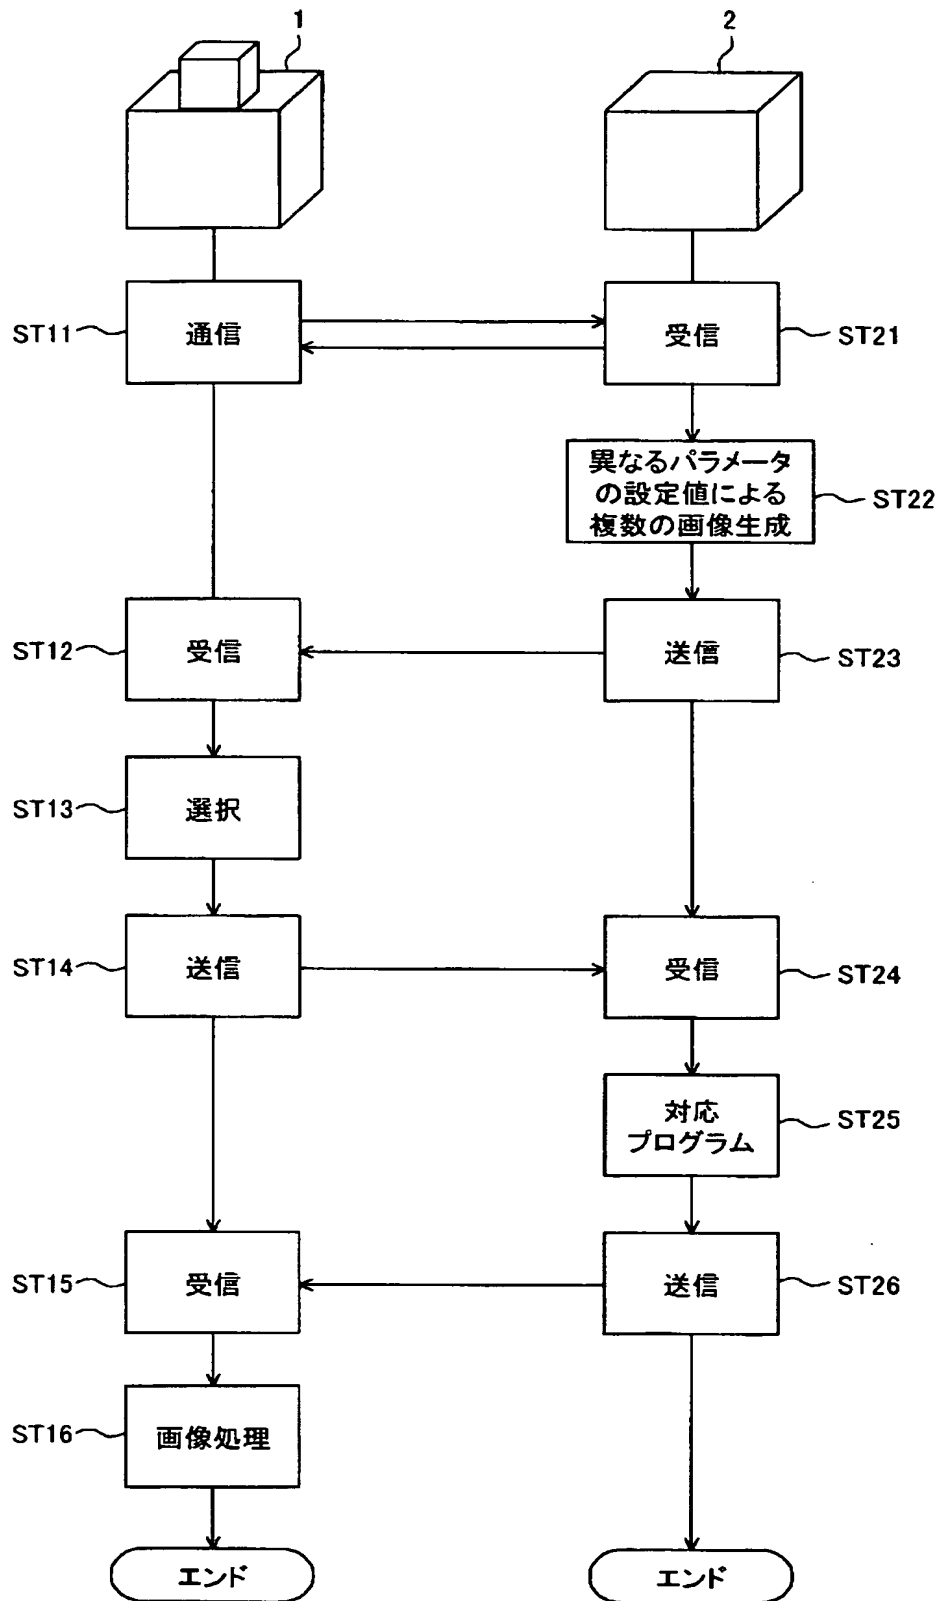 1
2
ST11
通信
受信
ST21
異なるパラメータ
の設定値による
複数の画像生成
ST22
ST12
受信
送信
ST23
ST13
選択
ST14
送信
受信
ST24
対応
プログラム
ST25
ST15
受信
送信
ST26
ST16
画像処理
エンド
エンド